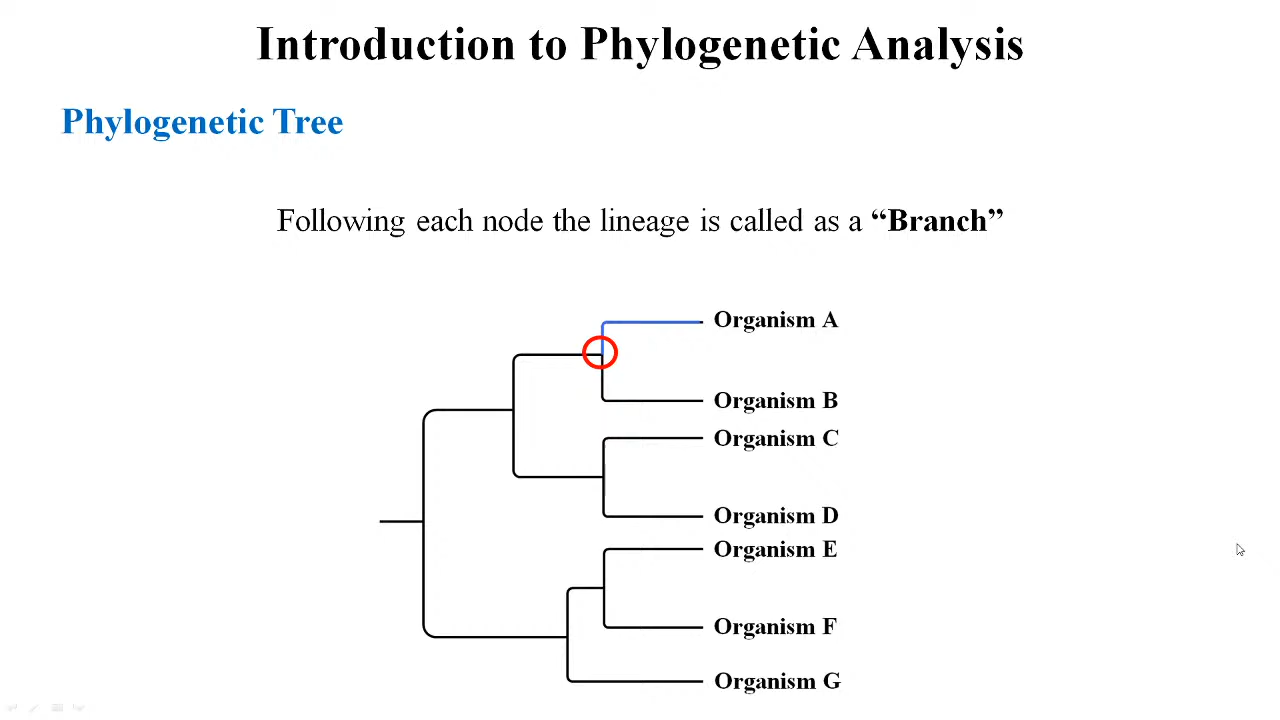 Introduction to Phylogenetic Analysis
Phylogenetic Tree
Following each node the lineage is called as a “Branch”
Organism A
Organism B
Organism C
Organism D
Organism E
Organism F
Organism G